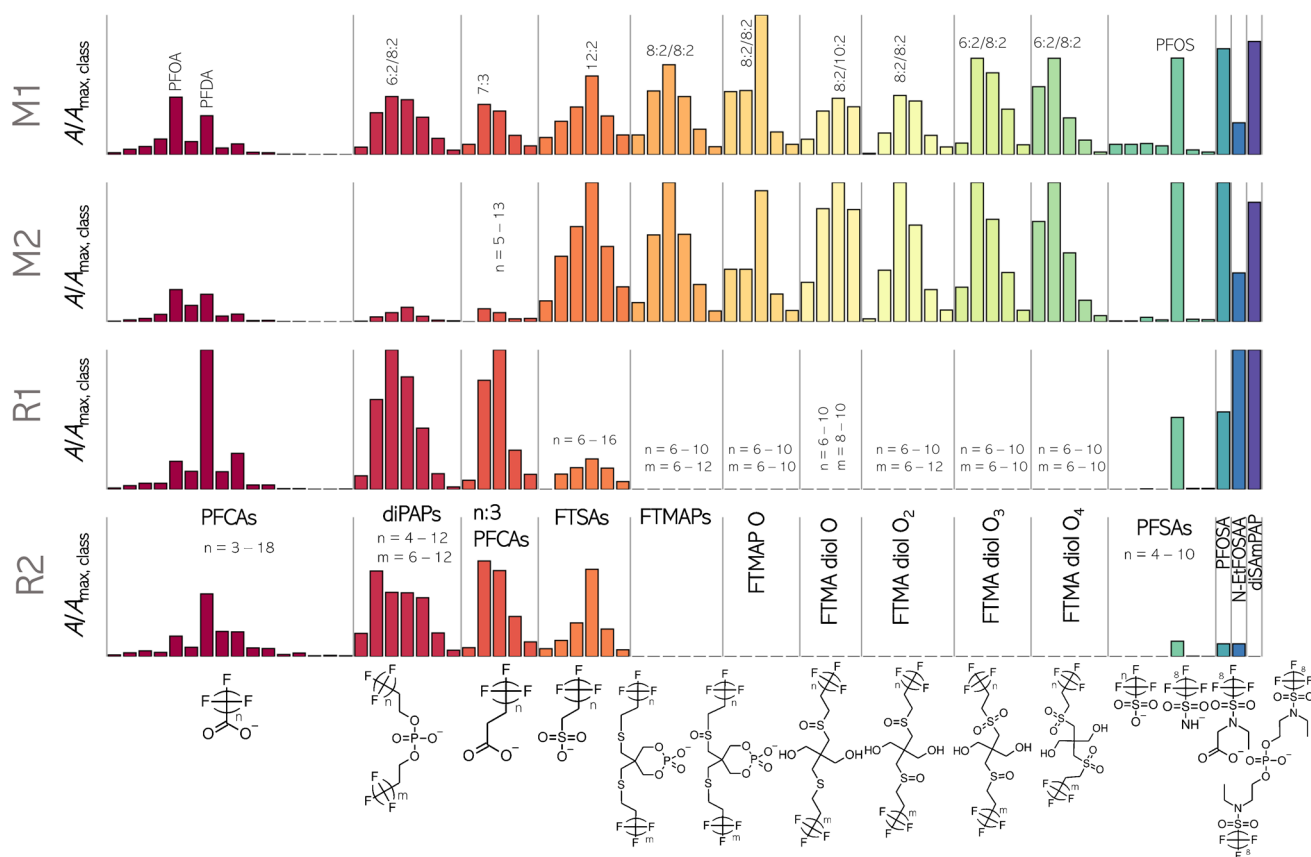 M1
A/Amax, class
PFOA
PFDA
6:2/8:2
7:3
12:2
8:2/8:2
8:2/8:2
8:2/10:2
8:2/8:2
6:2/8:2
6:2/8:2
PFOS
M2
A/Amax, class
n = 5 – 13
R1
A/Amax, class
n = 6 – 16
n = 6 – 10
m = 6 – 12
n = 6 – 10
m = 6 – 10
n = 6 – 10
m = 8 – 10
n = 6 – 10
m = 6 – 12
n = 6 – 10
m = 6 – 10
n = 6 – 10
m = 6 – 10
R2
A/Amax, class
PFCAs
n = 3 – 18
diPAPs
n = 4 – 12
m = 6 – 12
n:3
PFCAs
FTSAs
FTMAPs
FTMAP O
FTMA diol O
FTMA diol O2
FTMA diol O3
FTMA diol O4
PFSAs
n = 4 – 10
PFOSA
N-EtFOSAA
diSAmPAP